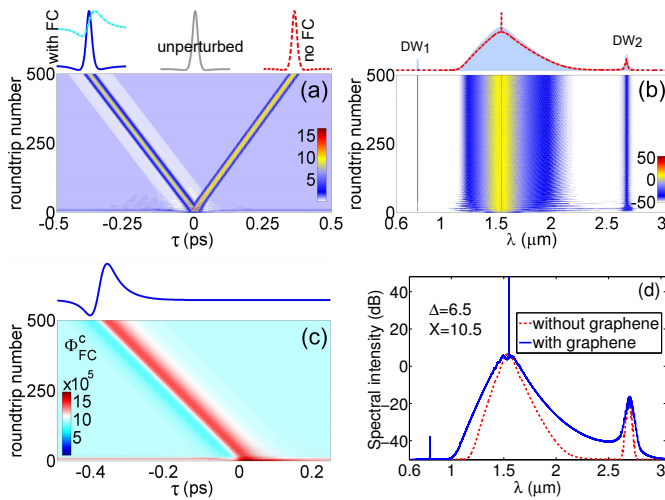 with FC
unperturbed
no FC
500
250
0
roundtrip number
(a)
15
10
5
-0.5
-0.25
0
0.25
0.5
τ (ps)
DW1
DW2
500
250
0
roundtrip number
(b)
50
0
-50
0.6
1
1.5
2
2.5
3
λ (μm)
500
250
0
roundtrip number
(c)
Φ^c_FC
x10^5
15
10
5
-0.4
-0.2
0
0.2
τ (ps)
(d)
Δ=6.5
X=10.5
without graphene
with graphene
40
20
0
−20
−40
Spectral intensity (dB)
0.6
1
1.5
2
2.5
3
λ (μm)